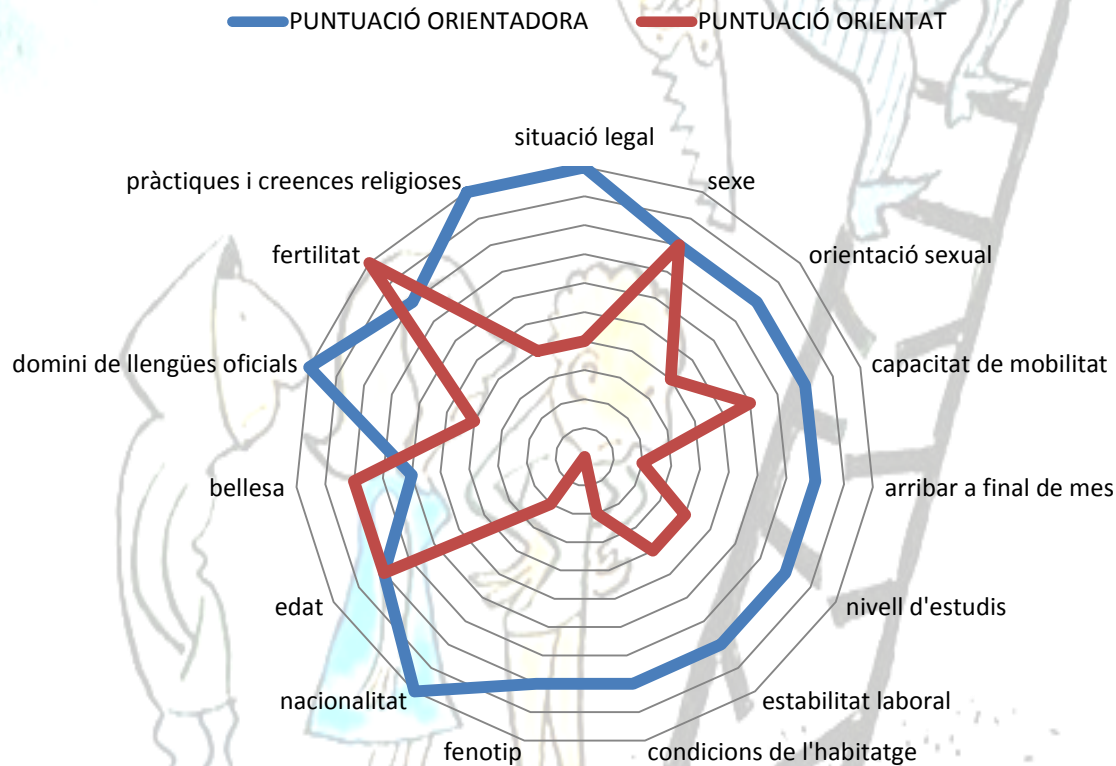 PUNTUACIÓ ORIENTADORA PUNTUACIÓ ORIENTAT
situació legal
sexe
orientació sexual
capacitat de mobilitat
arribar a final de mes
nivell d'estudis
estabilitat laboral
condicions de l'habitatge
fenotip
nacionalitat
edat
bellesa
domini de llengües oficials
fertilitat
pràctiques i creences religioses